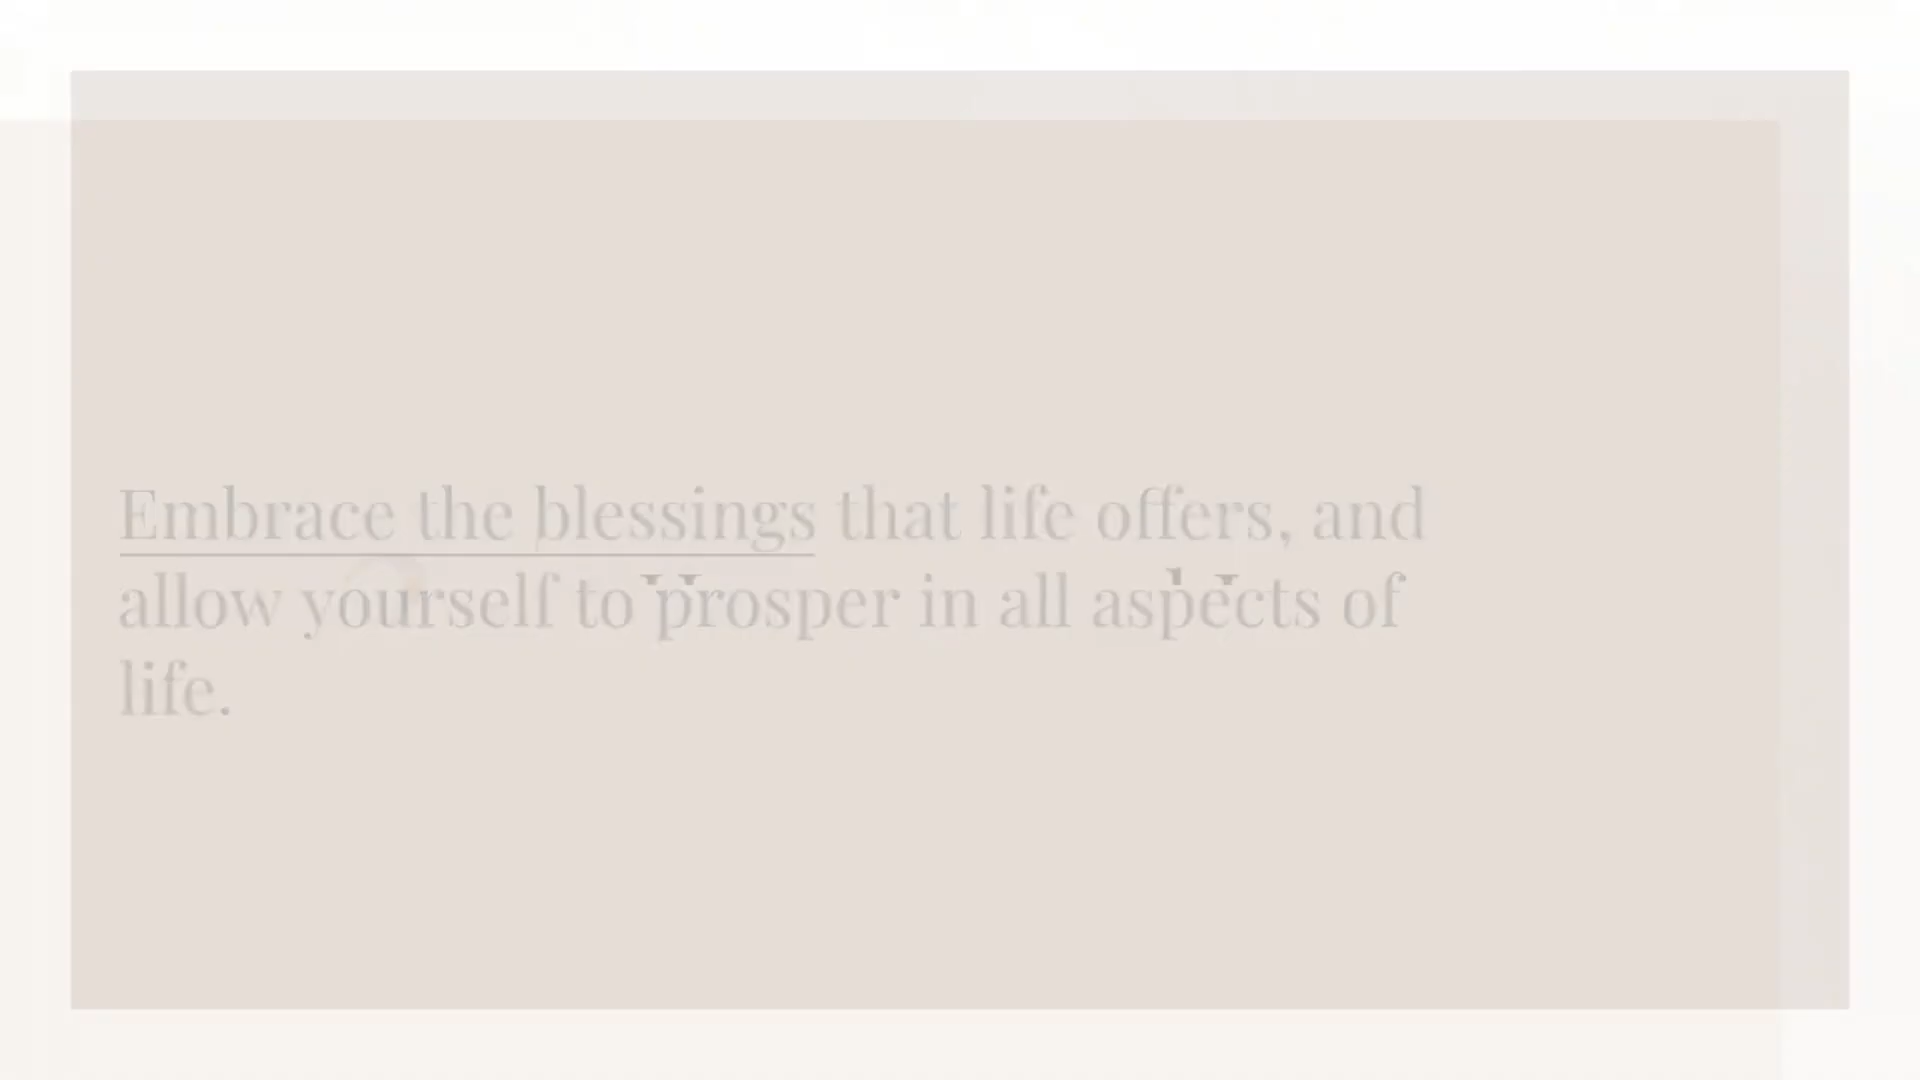 Embrace the blessings that life offers, and
allow yourself to prosper in all aspects of
life.